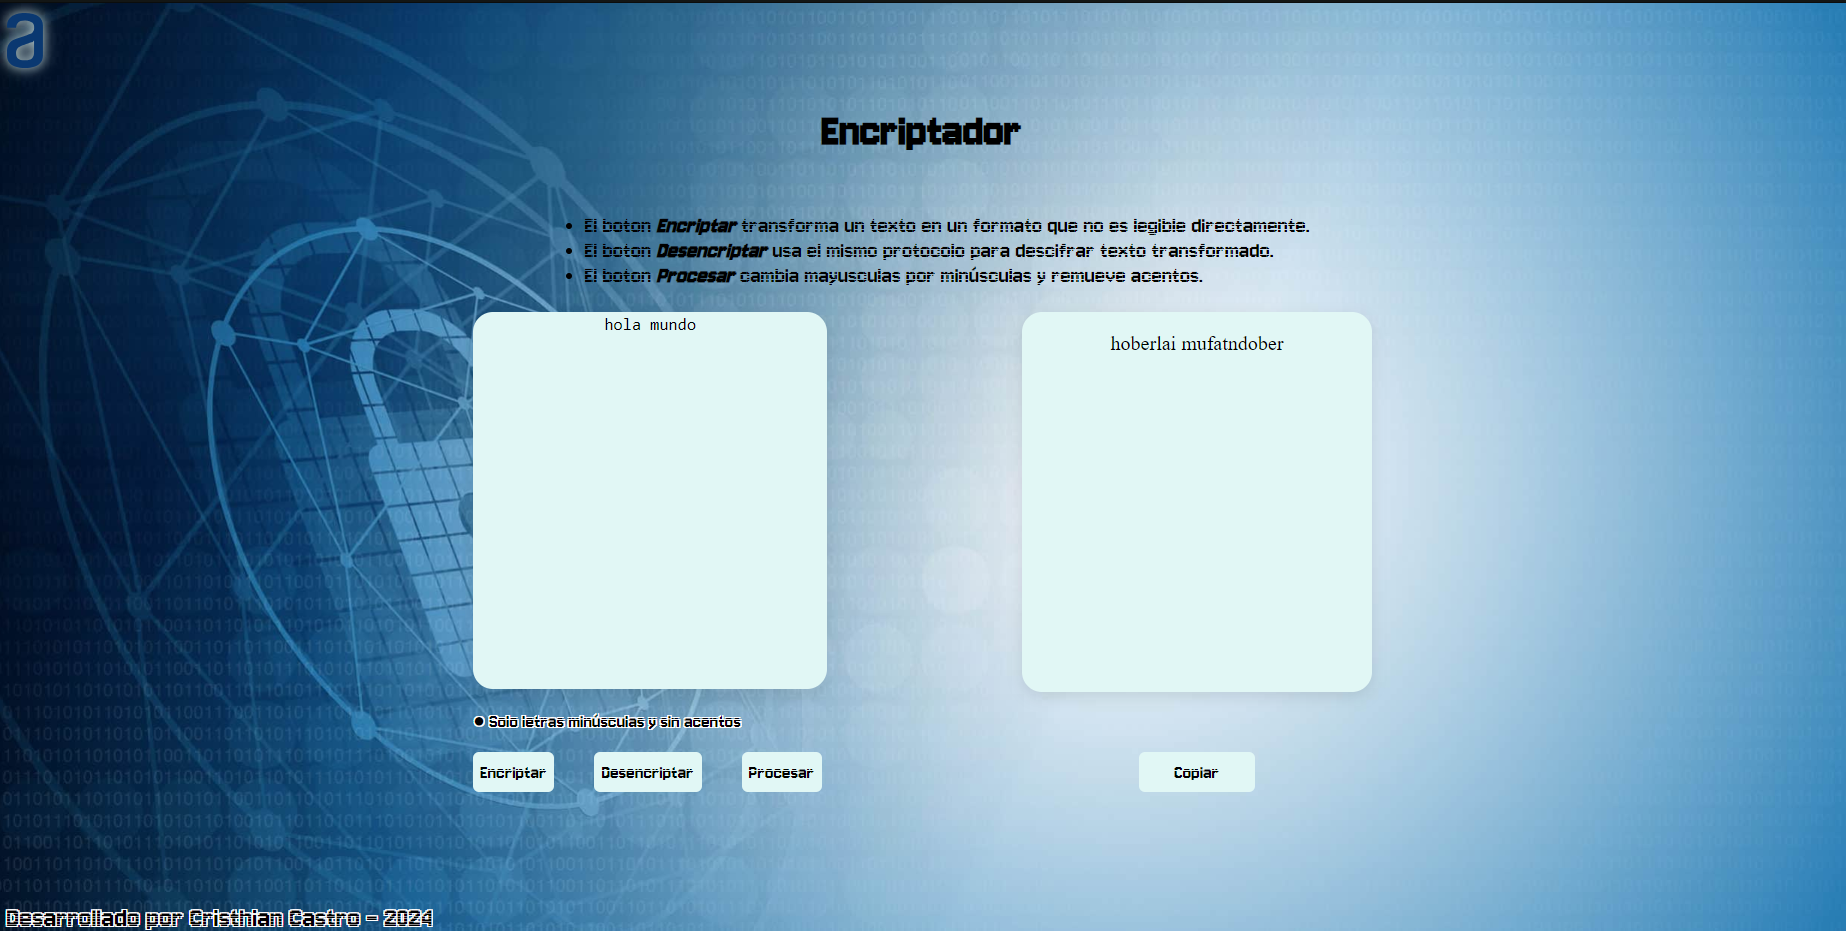 a
Encriptador
• El boton Encriptar transforma un texto en un formato que no es legible directamente.
• El boton Desencriptar usa el mismo protocolo para descifrar texto transformado.
• El boton Procesar cambia mayusculas por minúsculas y remueve acentos.
hola mundo
hoberlai mufatndober
● Solo letras minúsculas y sin acentos
Encriptar Desencriptar Procesar Copiar
Desarrollado por Cristhian Castro - 2024